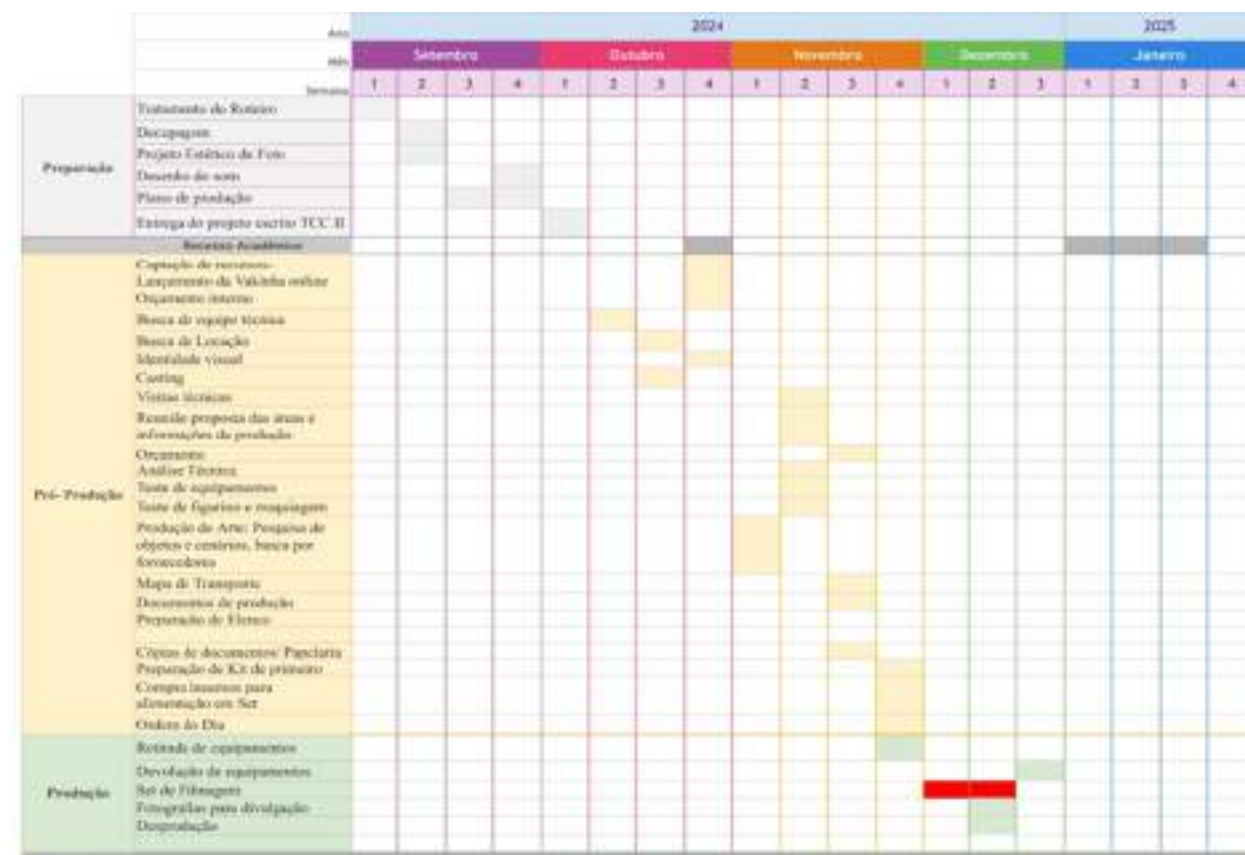 Ano 2024 2025
Mês Setembro Outubro Novembro Dezembro Janeiro
Semana 1 2 3 4 1 2 3 4 1 2 3 4 1 2 3 1 2 3 4
Preparação
Tratamento do Roteiro
Decupagem
Projeto Estético da Foto
Desenho de som
Plano de produção
Entrega do projeto escrito TCC II
Recesso Acadêmico
Pré- Produção
Captação de recursos-
Lançamento da Vakinha online
Orçamento interno
Busca de equipe técnica
Busca de Locação
Identidade visual
Casting
Visitas técnicas
Reunião proposta das áreas e
informações da produção
Orçamento
Análise Técnica
Teste de equipamentos
Teste de figurino e maquiagem
Produção de Arte: Pesquisa de
objetos e cenários, busca por
fornecedores
Mapa de Transporte
Documentos de produção
Preparação de Elenco
Cópias de documentos/ Papelaria
Preparação de Kit de primeiro
Compra insumos para
alimentação em Set
Ordem do Dia
Produção
Retirada de equipamentos
Devolução de equipamentos
Set de Filmagem
Fotografias para divulgação
Desprodução